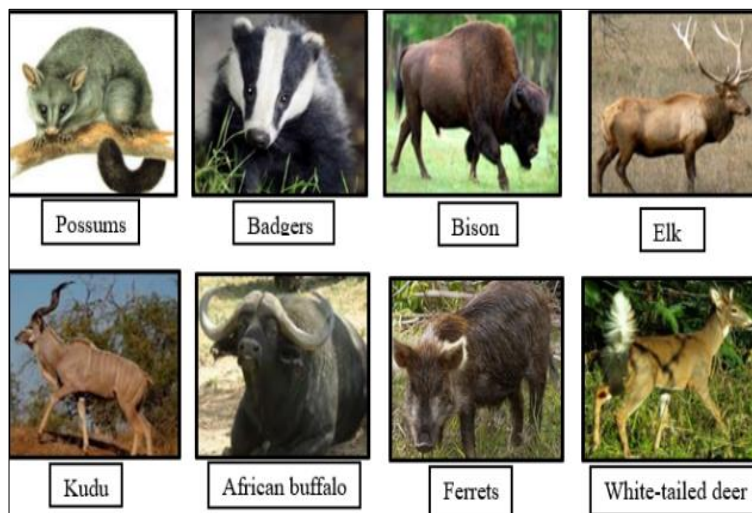 Possums
Badgers
Bison
Elk
Kudu
African buffalo
Ferrets
White-tailed deer